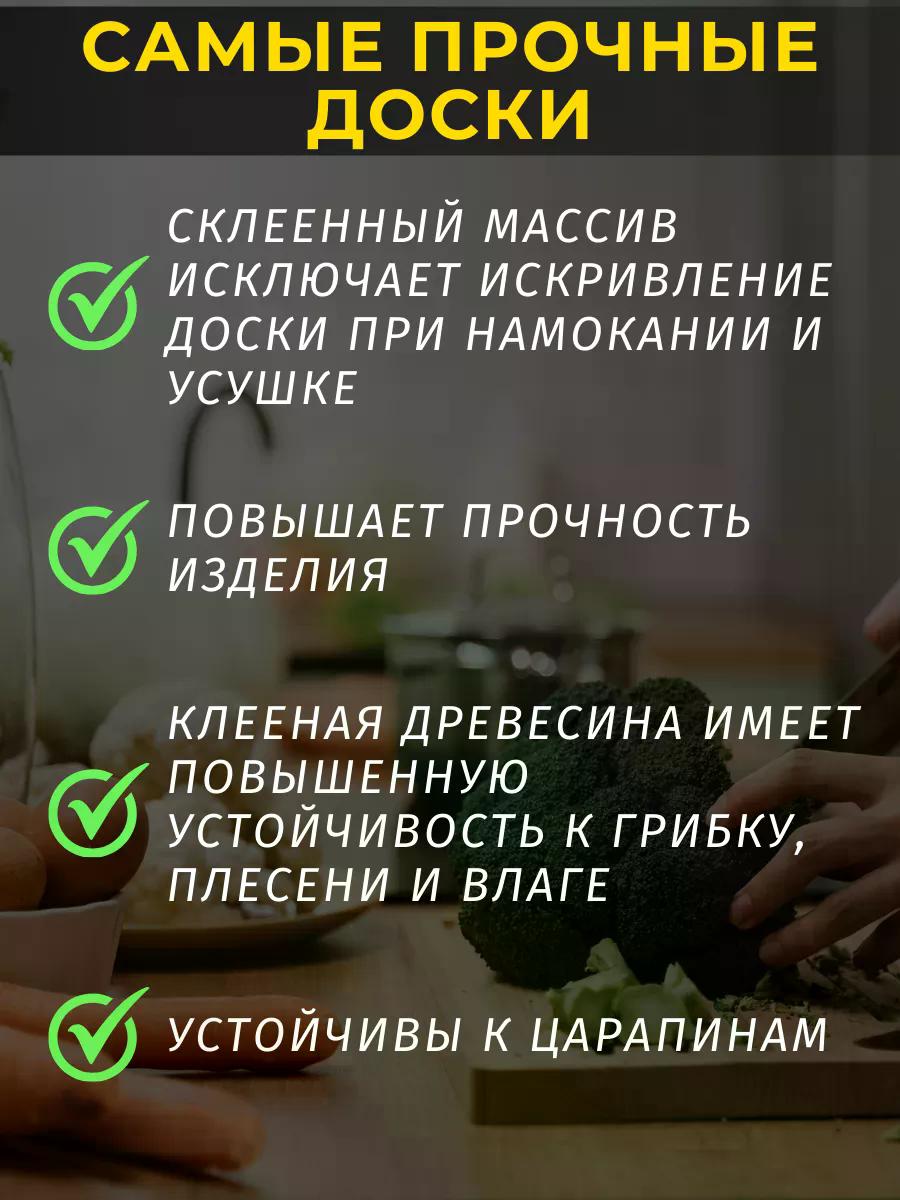 САМЫЕ ПРОЧНЫЕ
ДОСКИ
СКЛЕЕННЫЙ МАССИВ
ИСКЛЮЧАЕТ ИСКРИВЛЕНИЕ
ДОСКИ ПРИ НАМОКАНИИ И
УСУШКЕ
ПОВЫШАЕТ ПРОЧНОСТЬ
ИЗДЕЛИЯ
КЛЕЕНАЯ ДРЕВЕСИНА ИМЕЕТ
ПОВЫШЕННУЮ
УСТОЙЧИВОСТЬ К ГРИБКУ,
ПЛЕСЕНИ И ВЛАГЕ
УСТОЙЧИВЫ К ЦАРАПИНАМ